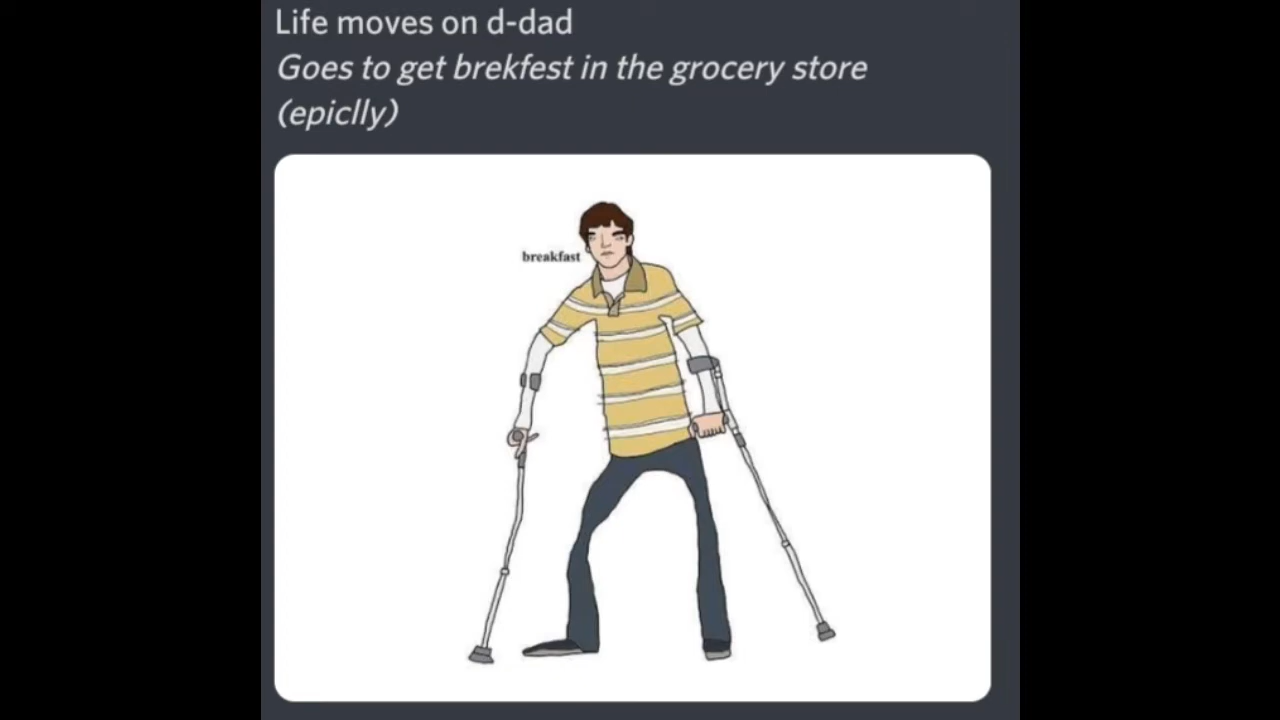 Life moves on d-dad
Goes to get brekfest in the grocery store
(epiclly)
breakfast